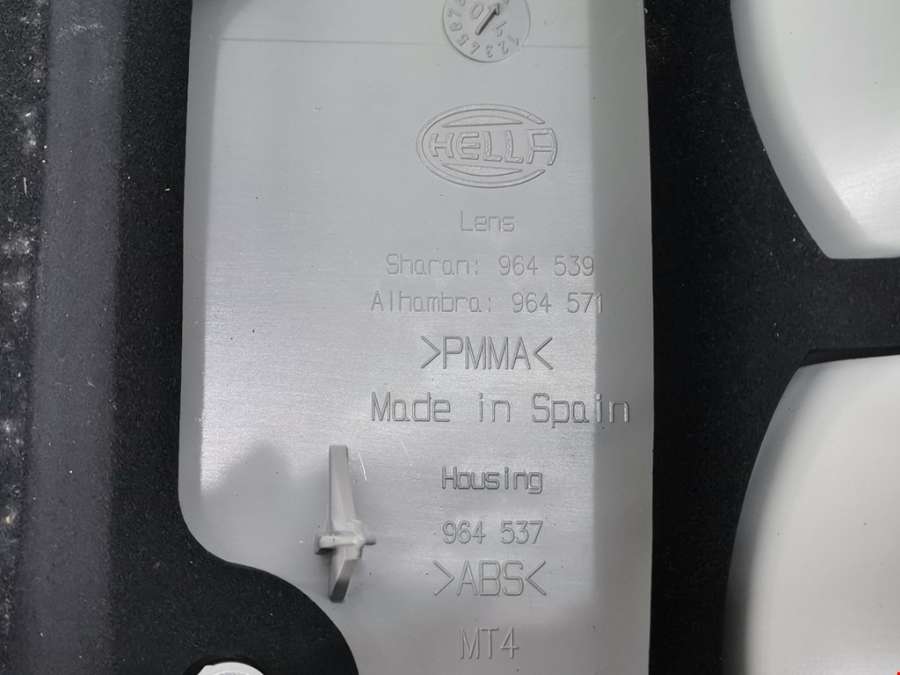 HELLA
Lens
Sharan: 964 539
Alhambra: 964 571
>PMMA<
Made in Spain
Housing
964 537
>ABS<
MT4